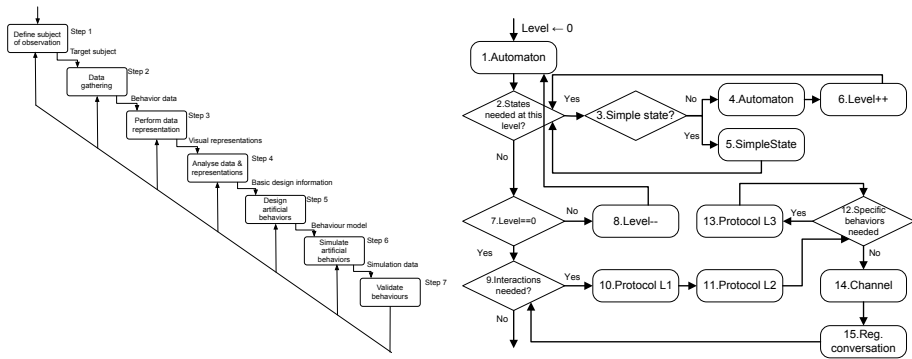 Define subject
of observation
Step 1
Target subject
Data
gathering
Step 2
Behavior data
Perform data
representation
Step 3
Visual representations
Analyse data &
representations
Step 4
Basic design information
Design
artificial
behaviors
Step 5
Behaviour model
Simulate
artificial
behaviors
Step 6
Simulation data
Validate
behaviours
Step 7
Level ← 0
1.Automaton
2.States
needed at this
level?
Yes
No
3.Simple state?
No
Yes
4.Automaton
6.Level++
5.SimpleState
7.Level==0
No
Yes
8.Level--
13.Protocol L3
Yes
12.Specific
behaviors
needed
No
9.Interactions
needed?
Yes
No
10.Protocol L1
11.Protocol L2
14.Channel
15.Reg.
conversation